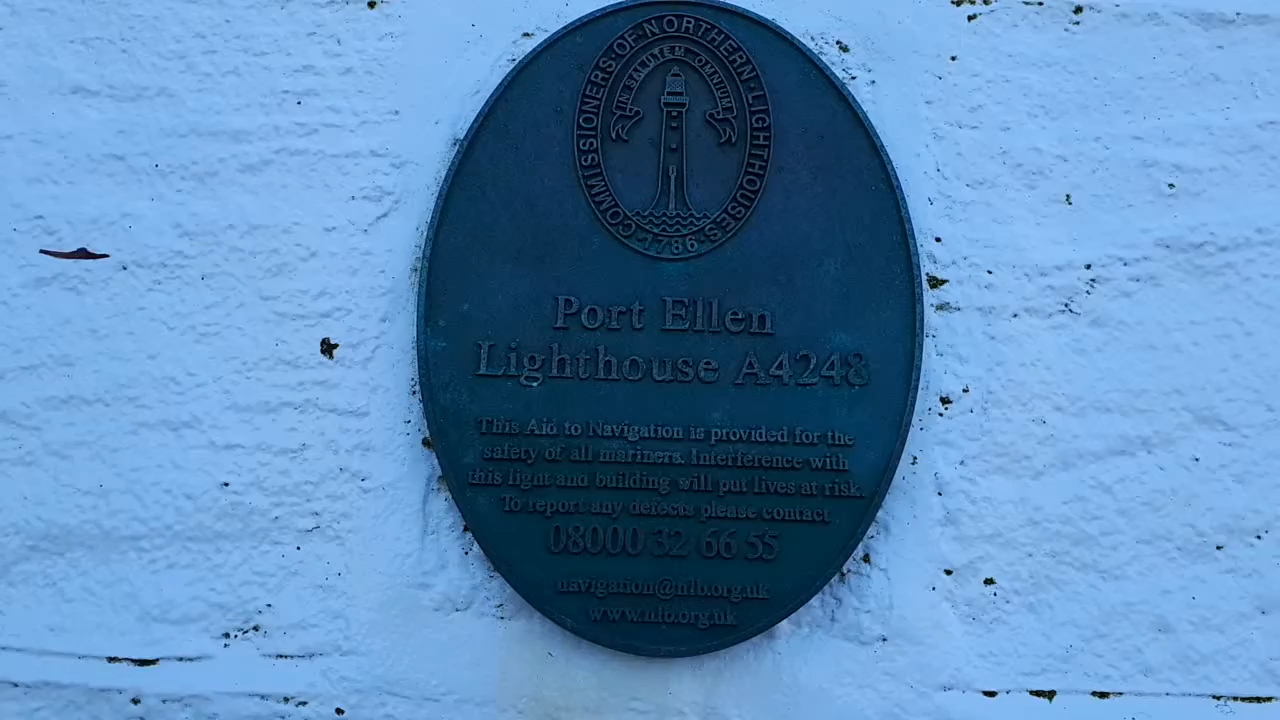 COMMISSIONERS·OF·NORTHERN·LIGHTHOUSES
IN SALUTEM OMNIUM
·1786·
Port Ellen
Lighthouse A4248
This Aid to Navigation is provided for the
safety of all mariners. Interference with
this light and building will put lives at risk.
To report any defects please contact
08000 32 66 55
navigation@nlb.org.uk
www.nlb.org.uk